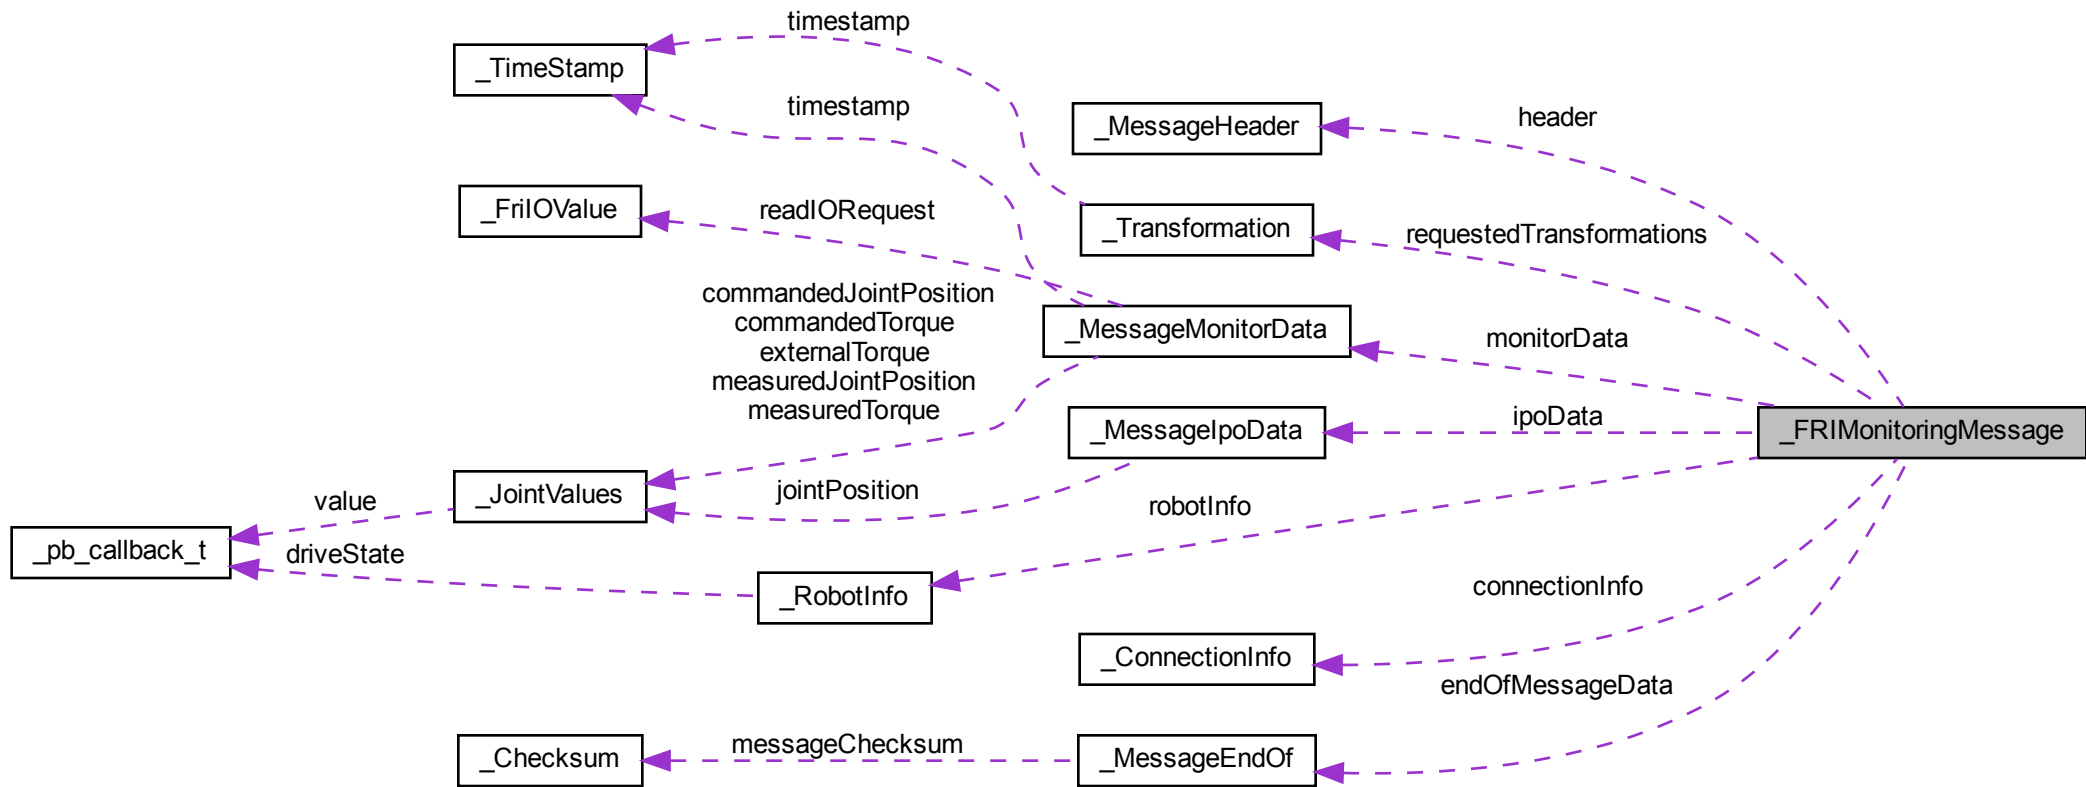 timestamp
_TimeStamp
timestamp
_MessageHeader
header
_FriIOValue
readIORequest
_Transformation
requestedTransformations
commandedJointPosition
commandedTorque
externalTorque
measuredJointPosition
measuredTorque
_MessageMonitorData
monitorData
_MessageIpoData
ipoData
_FRIMonitoringMessage
value
_JointValues
jointPosition
robotInfo
_pb_callback_t
driveState
_RobotInfo
connectionInfo
_ConnectionInfo
endOfMessageData
_Checksum
messageChecksum
_MessageEndOf